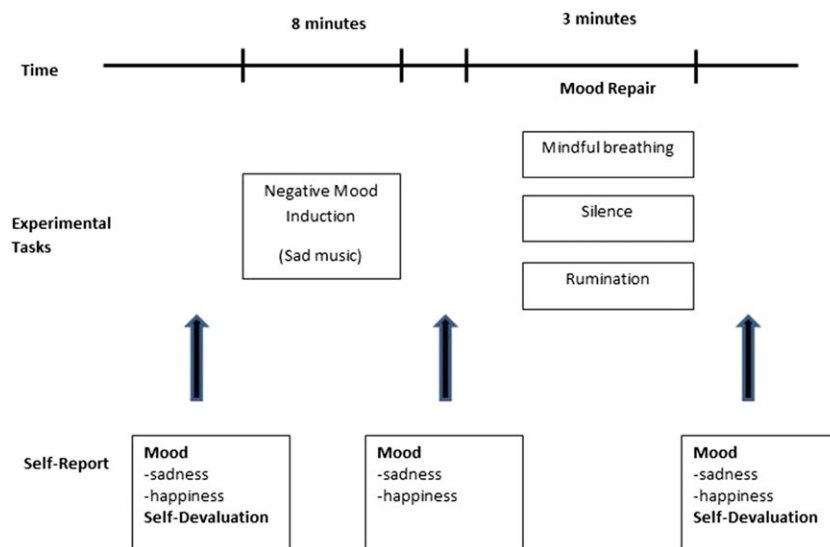 8 minutes
3 minutes
Time
Mood Repair
Mindful breathing
Negative Mood
Induction
(Sad music)
Silence
Experimental
Tasks
Rumination
Self-Report
Mood
-sadness
-happiness
Self-Devaluation
Mood
-sadness
-happiness
Mood
-sadness
-happiness
Self-Devaluation